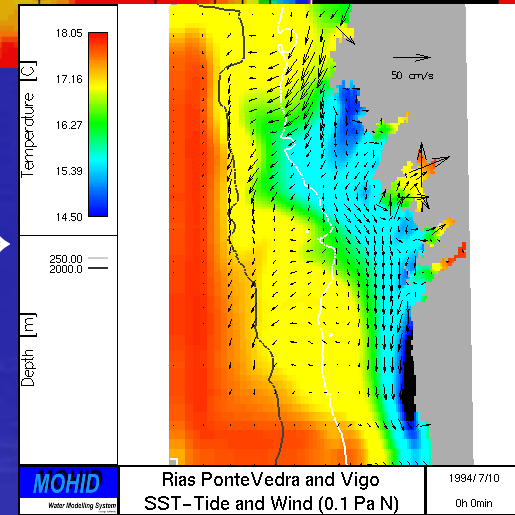 Temperature [C]
18.05
17.16
16.27
15.39
14.50
50 cm/s
250.00
2000.0
Depth [m]
MOHID
Water Modelling System
Rias PonteVedra and Vigo
SST-Tide and Wind (0.1 Pa N)
1994/7/10
0h 0min